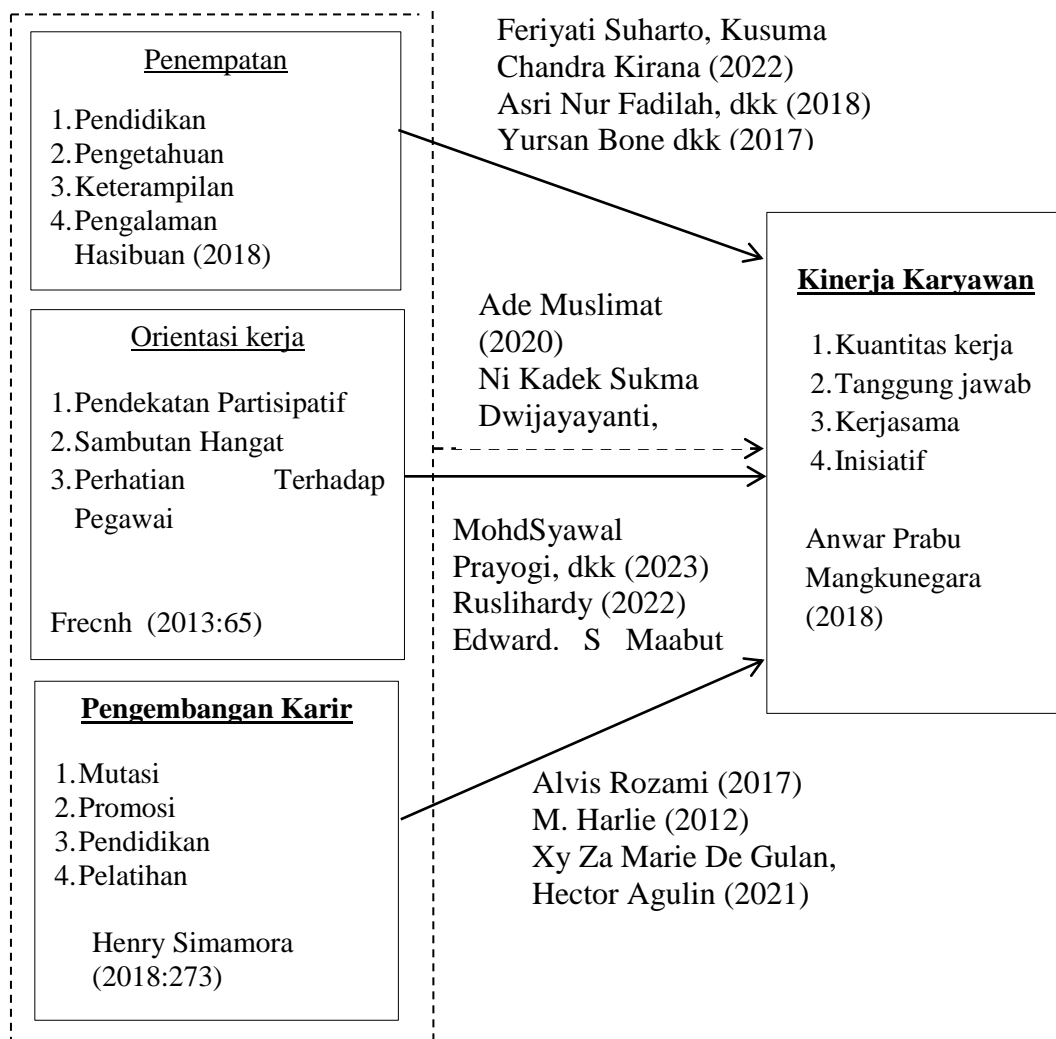 Penempatan
1.Pendidikan
2.Pengetahuan
3.Keterampilan
4.Pengalaman
Hasibuan (2018)
Orientasi kerja
1.Pendekatan Partisipatif
2.Sambutan Hangat
3.Perhatian Terhadap
Pegawai
Frecnh (2013:65)
Pengembangan Karir
1.Mutasi
2.Promosi
3.Pendidikan
4.Pelatihan
Henry Simamora
(2018:273)
Feriyati Suharto, Kusuma
Chandra Kirana (2022)
Asri Nur Fadilah, dkk (2018)
Yursan Bone dkk (2017)
Ade Muslimat
(2020)
Ni Kadek Sukma
Dwijayayanti,
MohdSyawal
Prayogi, dkk (2023)
Ruslihardy (2022)
Edward. S Maabut
Alvis Rozami (2017)
M. Harlie (2012)
Xy Za Marie De Gulan,
Hector Agulin (2021)
Kinerja Karyawan
1.Kuantitas kerja
2.Tanggung jawab
3.Kerjasama
4.Inisiatif
Anwar Prabu
Mangkunegara
(2018)